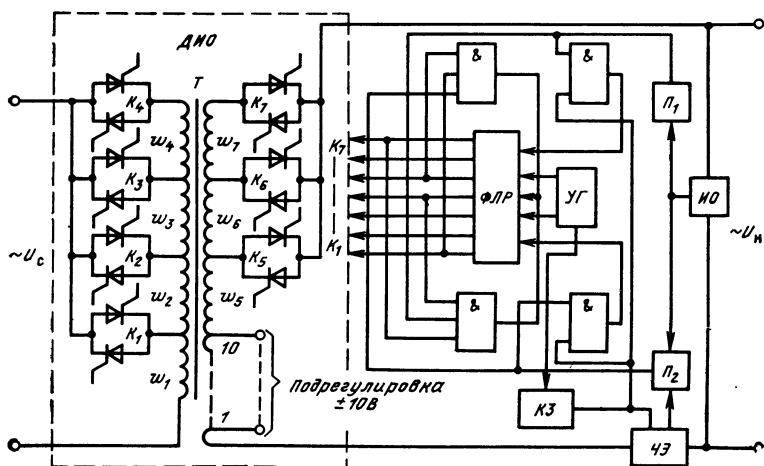 ДИО
T
K4
K7
w4
w7
K3
K6
w3
w6
K2
K5
w2
w5
K1
w1
~Uc
10
1
Подрегулировка
±10В
K7
K1
&
&
&
&
ФЛР
УГ
КЗ
П1
П2
ИО
ЧЭ
~Uн